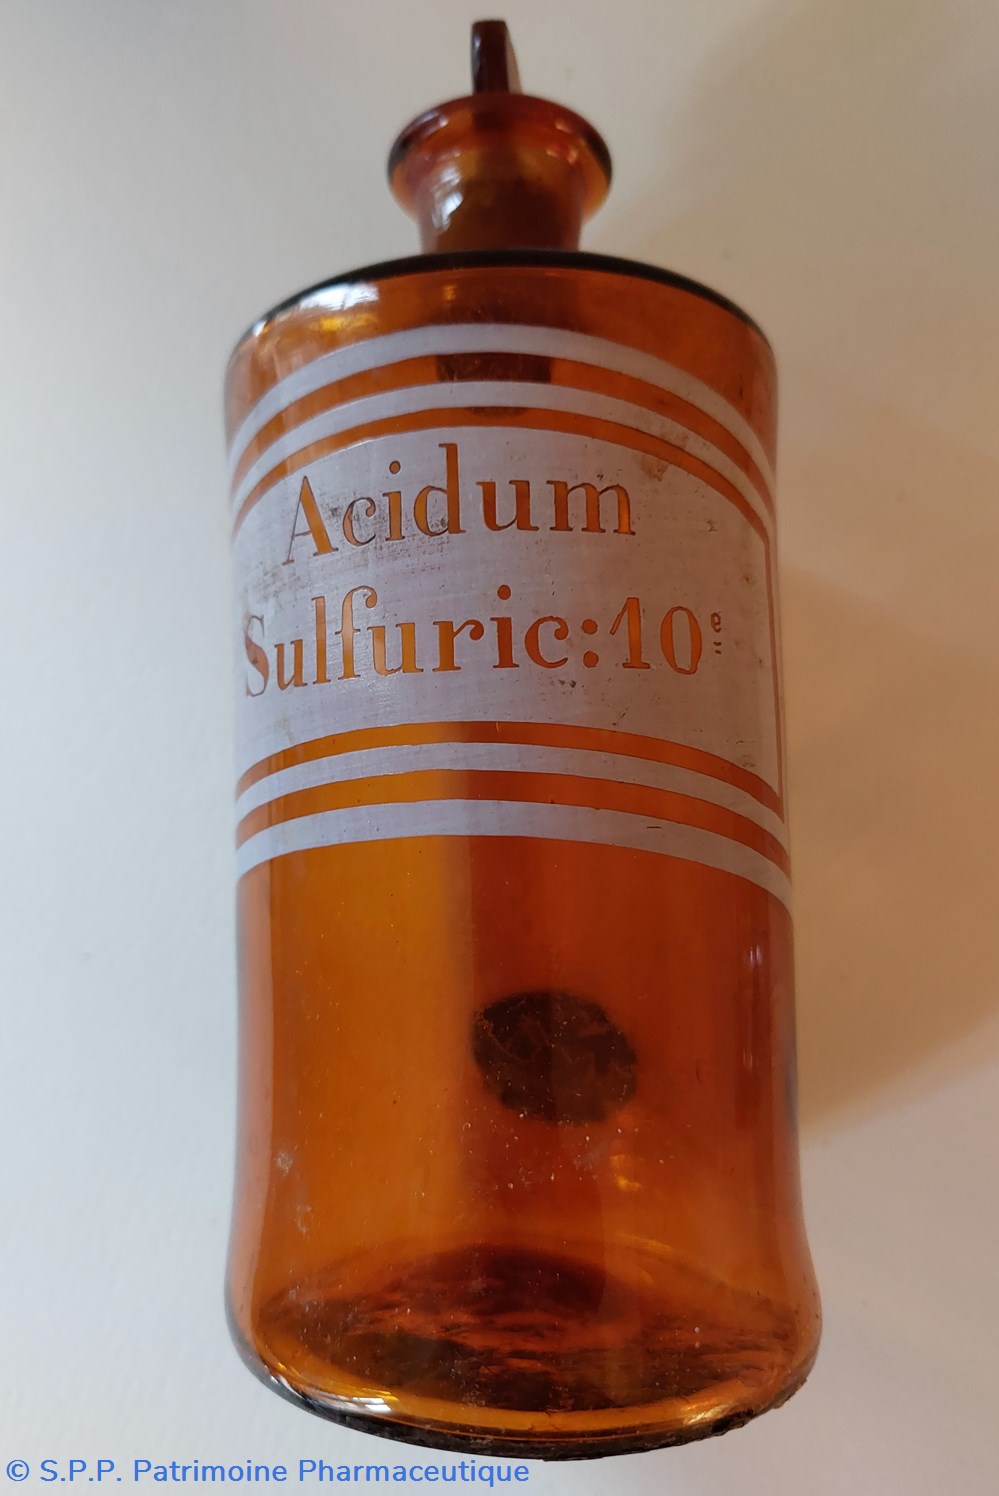 Acidum
Sulfuric:10e
© S.P.P. Patrimoine Pharmaceutique